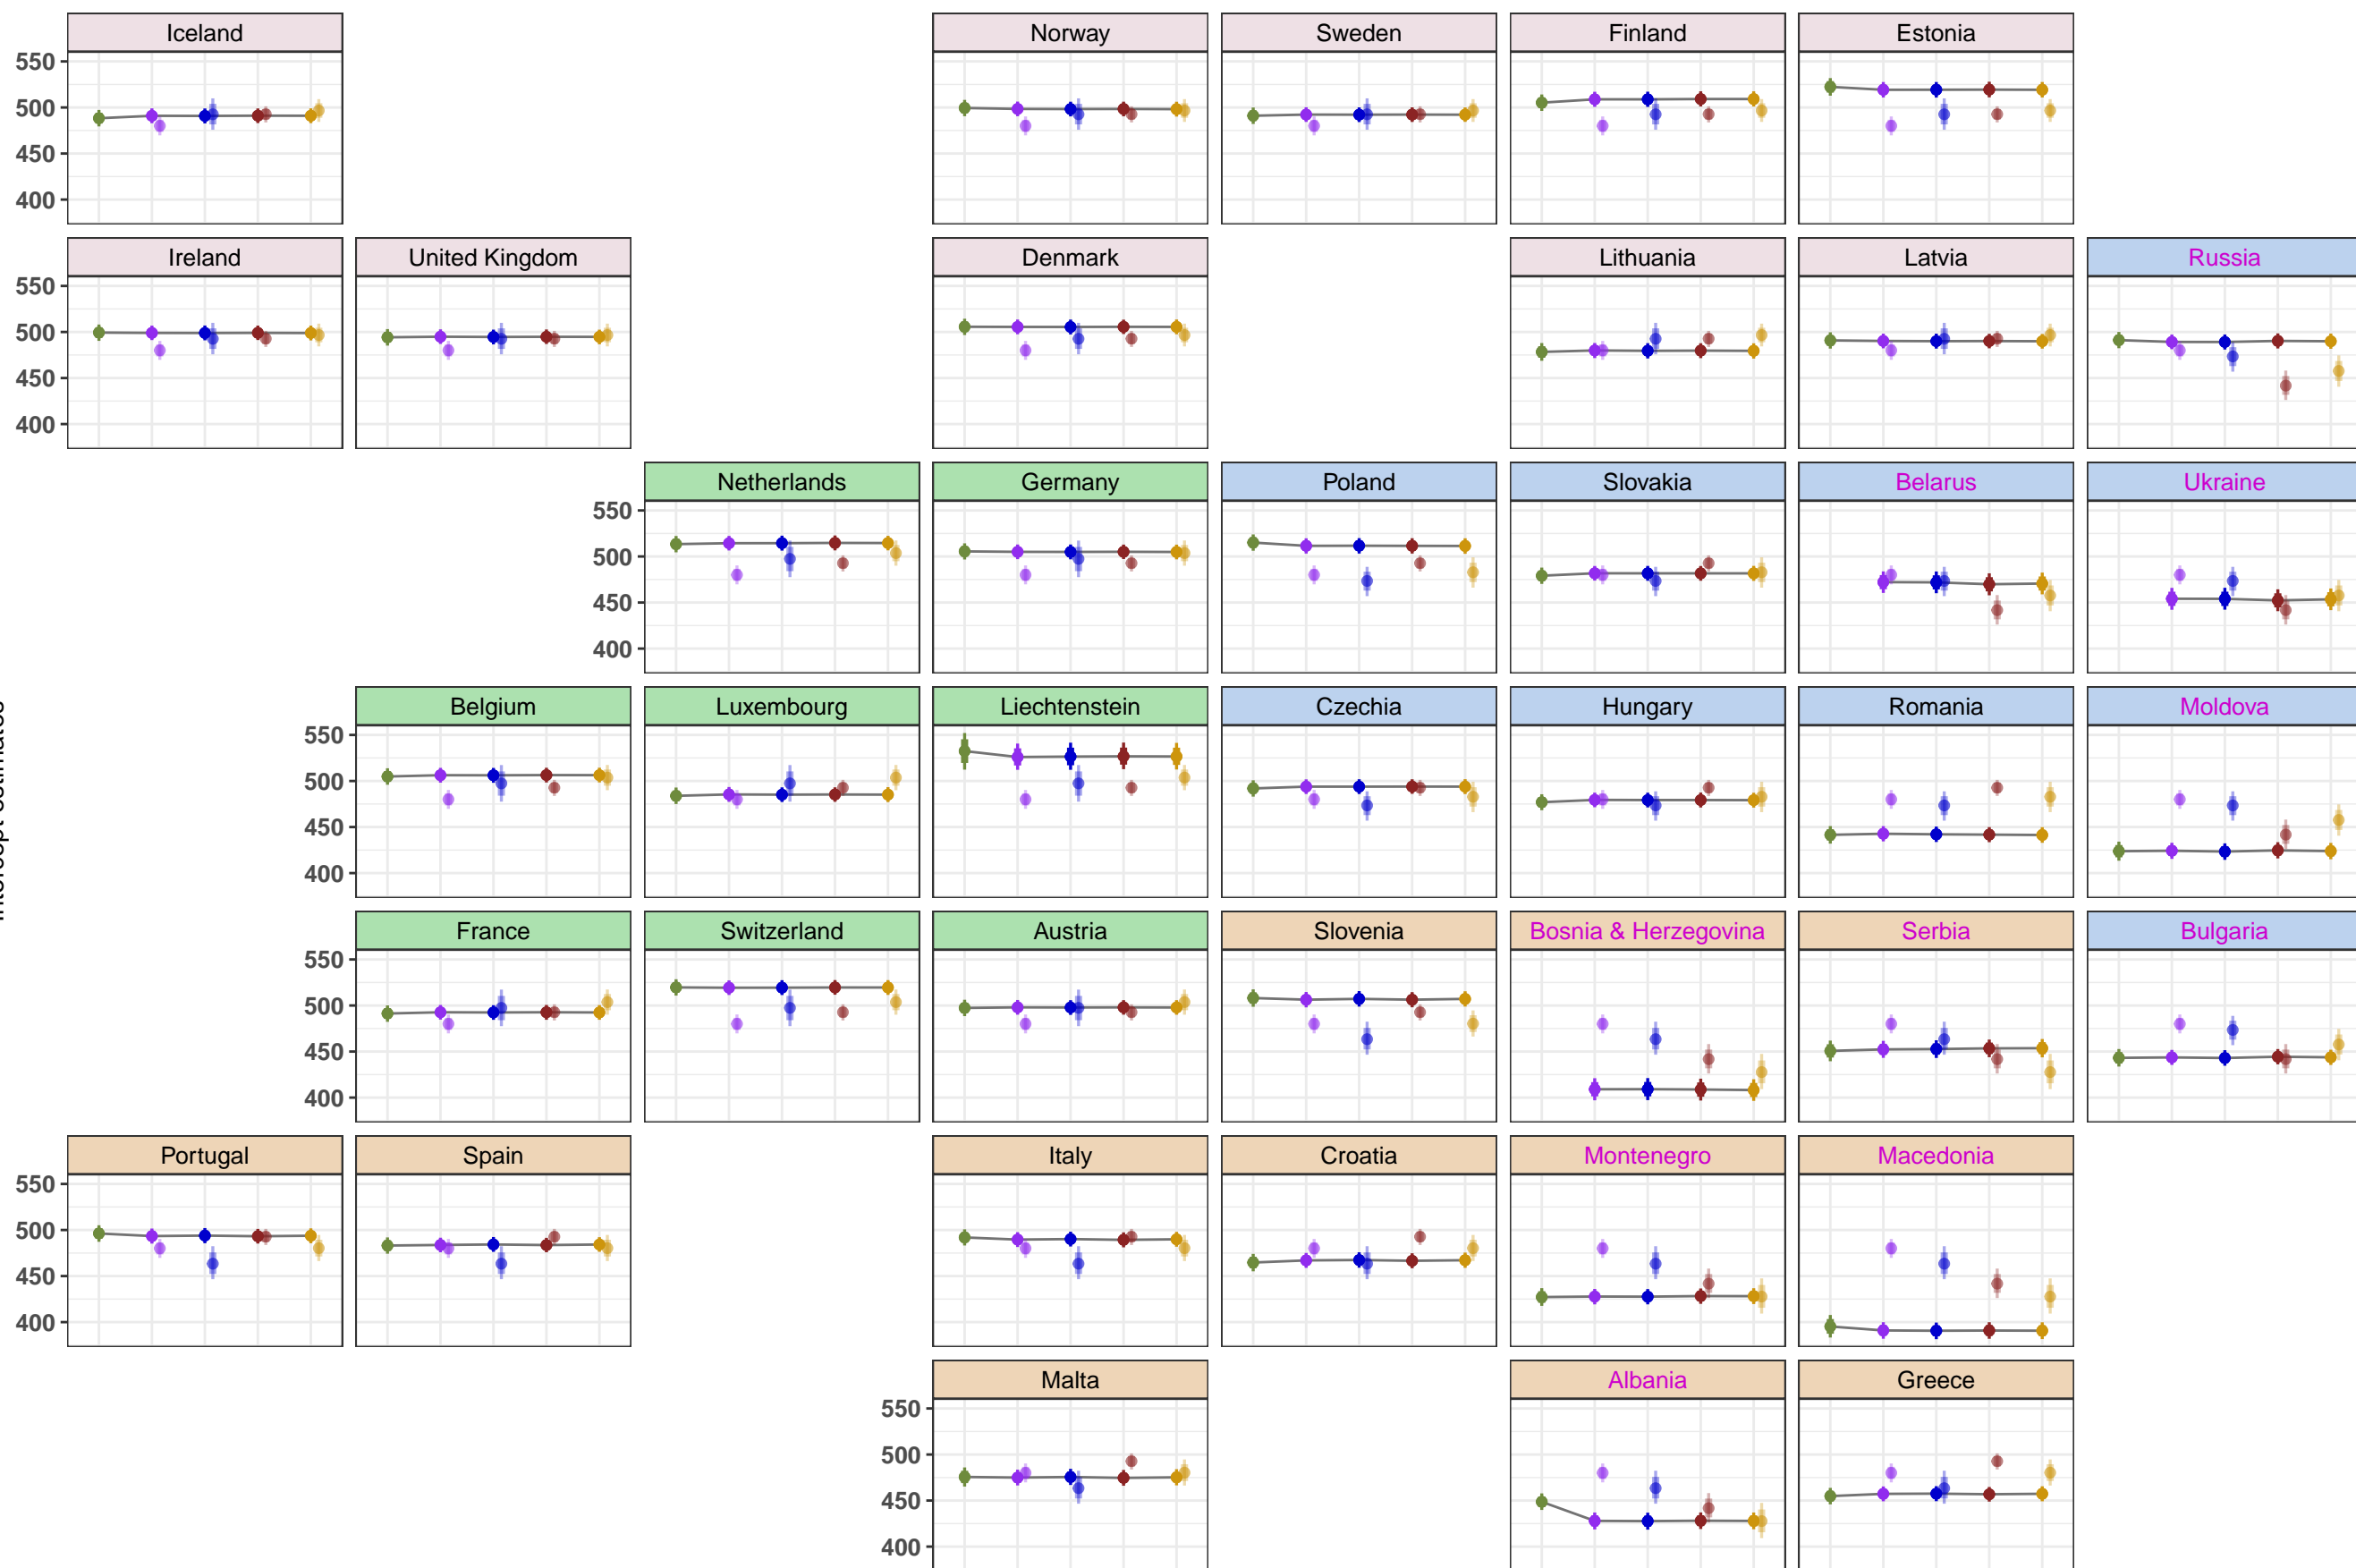 Iceland
Norway
Sweden
Finland
Estonia
550
500
450
400
Ireland
United Kingdom
Denmark
Lithuania
Latvia
Russia
550
500
450
400
Netherlands
Germany
Poland
Slovakia
Belarus
Ukraine
550
500
450
400
Belgium
Luxembourg
Liechtenstein
Czechia
Hungary
Romania
Moldova
550
500
450
400
France
Switzerland
Austria
Slovenia
Bosnia & Herzegovina
Serbia
Bulgaria
550
500
450
400
Portugal
Spain
Italy
Croatia
Montenegro
Macedonia
550
500
450
400
Malta
Albania
Greece
550
500
450
400